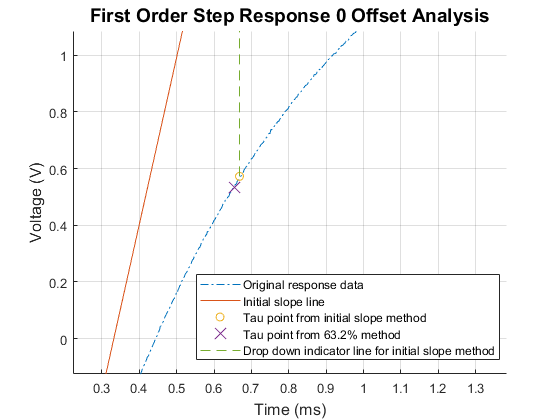 First Order Step Response 0 Offset Analysis
Voltage (V)
1
0.8
0.6
0.4
0.2
0
Original response data
Initial slope line
Tau point from initial slope method
Tau point from 63.2% method
Drop down indicator line for initial slope method
0.3 0.4 0.5 0.6 0.7 0.8 0.9 1 1.1 1.2 1.3
Time (ms)